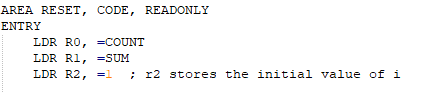 AREA RESET, CODE, READONLY
ENTRY
LDR R0, =COUNT
LDR R1, =SUM
LDR R2, =1 ; r2 stores the initial value of i